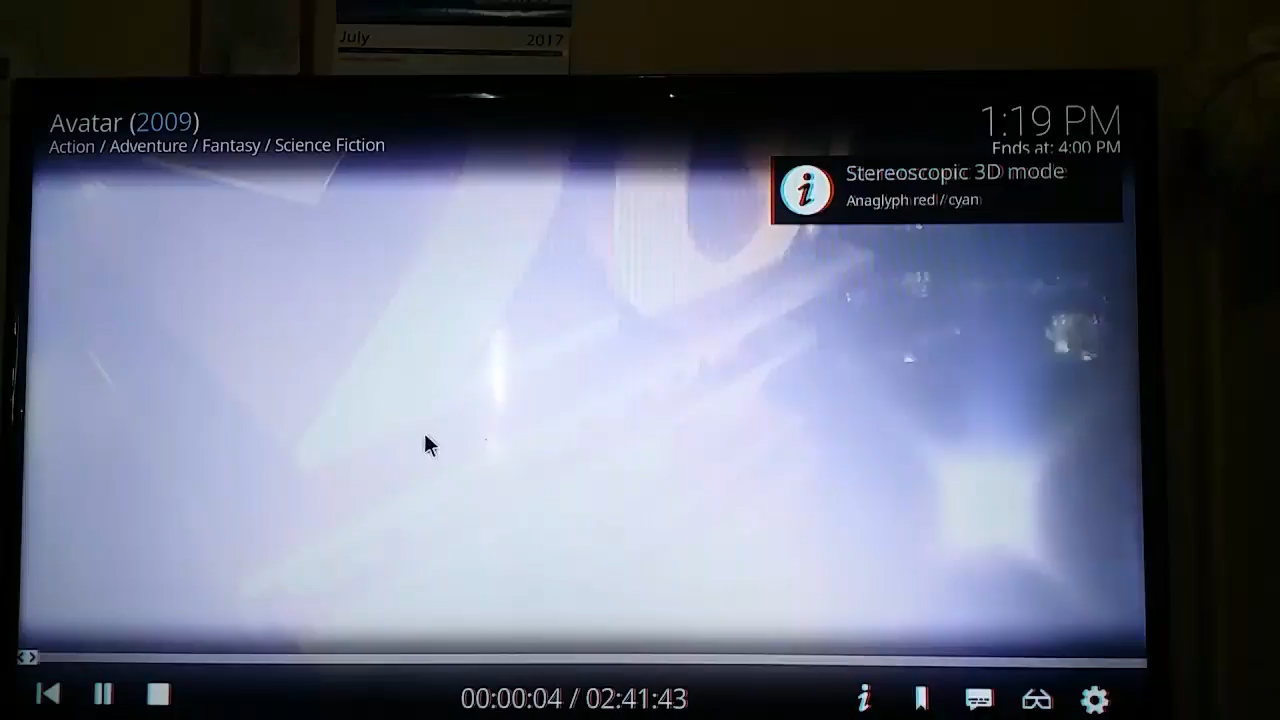 July 2017
Avatar (2009)
Action / Adventure / Fantasy / Science Fiction
1:19 PM
Ends at: 4:00 PM
Stereoscopic 3D mode
Anaglyph red / cyan
00:00:04 / 02:41:43